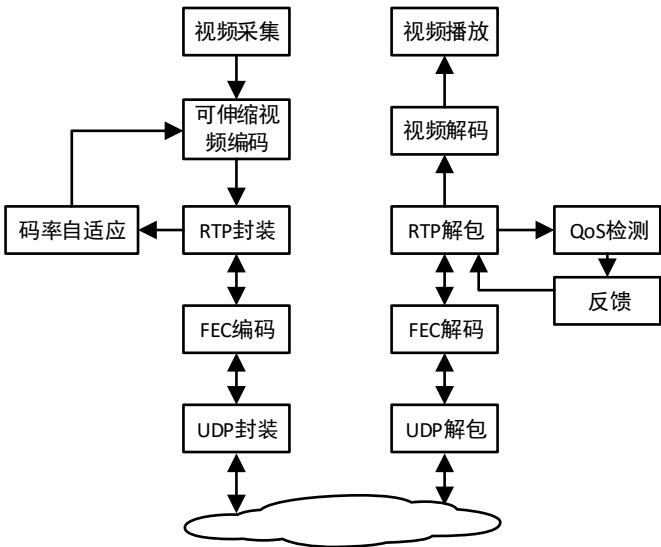 视频采集
视频播放
可伸缩视
频编码
视频解码
码率自适应
RTP封装
RTP解包
QoS检测
反馈
FEC编码
FEC解码
UDP封装
UDP解包